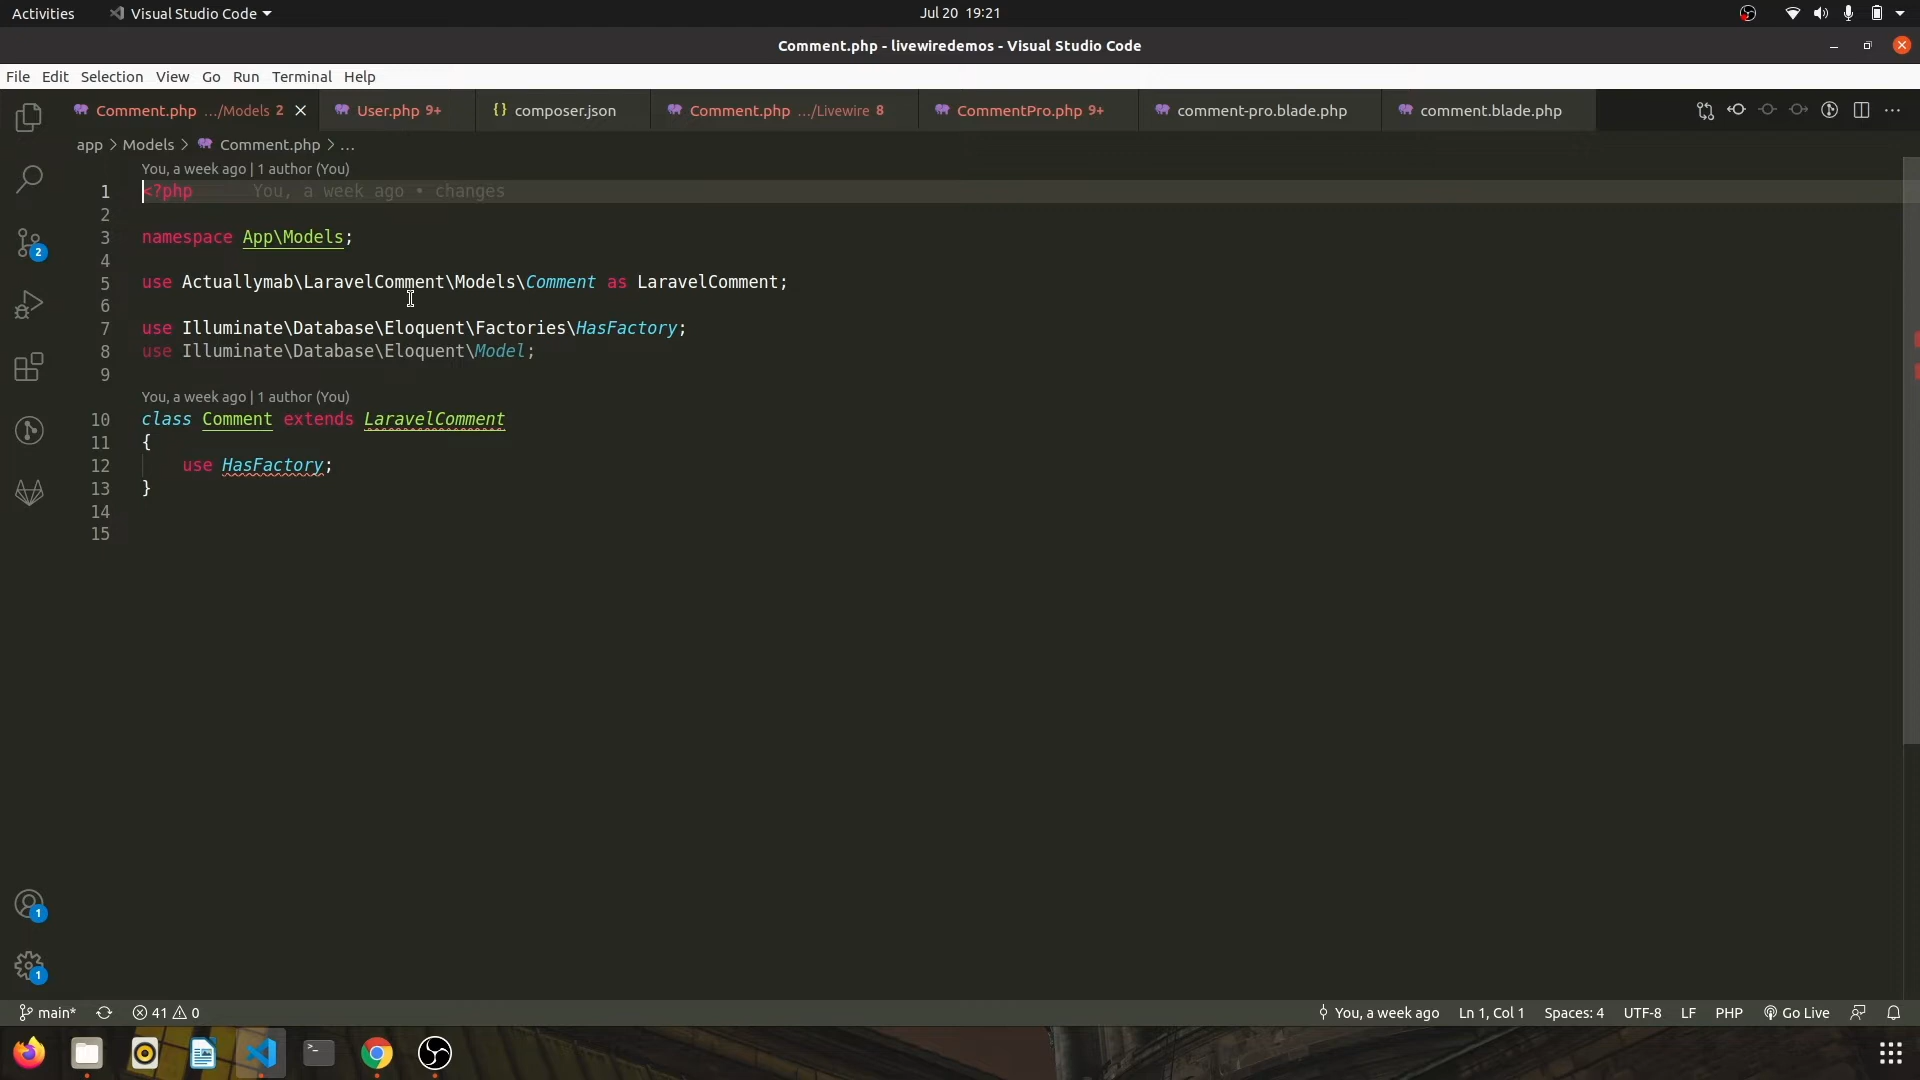 Activities Visual Studio Code Jul 20 19:21
Comment.php - livewiredemos - Visual Studio Code
File Edit Selection View Go Run Terminal Help
Comment.php .../Models 2 User.php 9+ {} composer.json Comment.php .../Livewire 8 CommentPro.php 9+ comment-pro.blade.php comment.blade.php
app > Models > Comment.php > ...
You, a week ago | 1 author (You)
1 <?php You, a week ago • changes
2
3 namespace App\Models;
4
5 use Actuallymab\LaravelComment\Models\Comment as LaravelComment;
6
7 use Illuminate\Database\Eloquent\Factories\HasFactory;
8 use Illuminate\Database\Eloquent\Model;
9
You, a week ago | 1 author (You)
10 class Comment extends LaravelComment
11 {
12 use HasFactory;
13 }
14
15
2
1
1
main* 41 0 You, a week ago Ln 1, Col 1 Spaces: 4 UTF-8 LF PHP Go Live